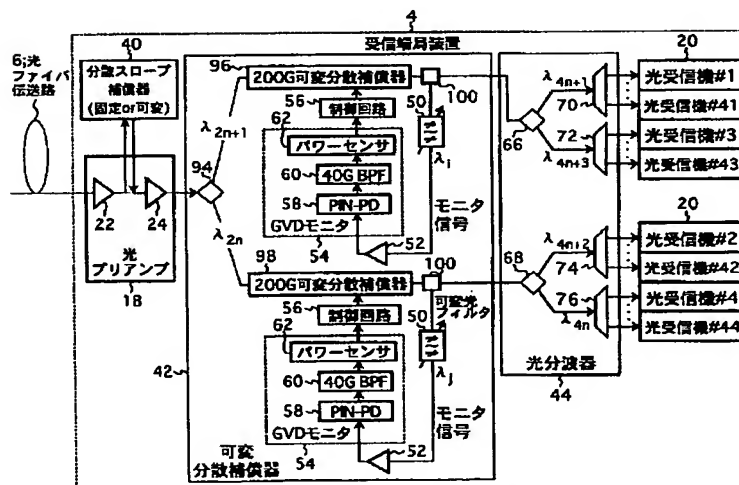 4
受信端局装置
6;光
ファイバ
伝送路
40
分散スロープ
補償器
(固定or可変)
22
24
光
プリアンプ
18
94
λ2n+1
λ2n
96
200G可変分散補償器
100
56
制御回路
62
パワーセンサ
60
40G BPF
58
PIN-PD
GVDモニタ
54
52
50
λi
モニタ
信号
98
200G可変分散補償器
100
56
制御回路
可変光
フィルタ
50
λj
62
パワーセンサ
60
40G BPF
58
PIN-PD
GVDモニタ
54
52
モニタ
信号
42
可変
分散補償器
66
λ4n+1
70
72
λ4n+3
68
λ4n+2
74
76
λ4n
光分波器
44
20
光受信機#1
光受信機#41
光受信機#3
光受信機#43
20
光受信機#2
光受信機#42
光受信機#4
光受信機#44